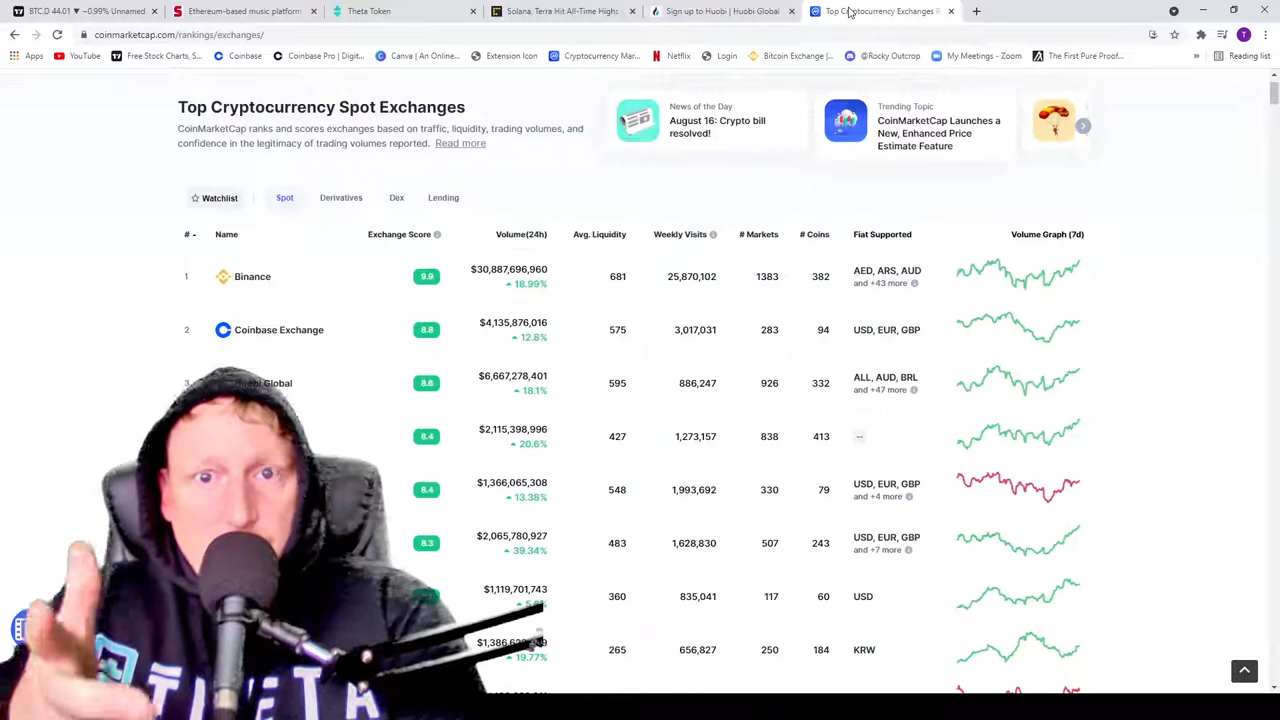 BTC.D 44.01 ▼ −0.99% Unnamed
Ethereum-based music platform
Theta Token
Solana, Terra Hit All-Time Highs
Sign up to Huobi | Huobi Global
Top Cryptocurrency Exchanges R
coinmarketcap.com/rankings/exchanges/
Apps
YouTube
Free Stock Charts, S...
Coinbase
Coinbase Pro | Digit...
Canva | An Online...
Extension Icon
Cryptocurrency Mar...
Netflix
Login
Bitcoin Exchange |...
@Rocky Outcrop
My Meetings - Zoom
The First Pure Proof...
»
Reading list
Top Cryptocurrency Spot Exchanges
CoinMarketCap ranks and scores exchanges based on traffic, liquidity, trading volumes, and
confidence in the legitimacy of trading volumes reported. Read more
News of the Day
August 16: Crypto bill
resolved!
Trending Topic
CoinMarketCap Launches a
New, Enhanced Price
Estimate Feature
Watchlist Spot Derivatives Dex Lending
# Name Exchange Score Volume(24h) Avg. Liquidity Weekly Visits # Markets # Coins Fiat Supported Volume Graph (7d)
1 Binance 9.9 $30,887,696,960 681 25,870,102 1383 382 AED, ARS, AUD
18.99% and +43 more
2 Coinbase Exchange 8.8 $4,135,876,016 575 3,017,031 283 94 USD, EUR, GBP
12.8%
3 Global 8.6 $6,667,278,401 595 886,247 926 332 ALL, AUD, BRL
18.1% and +47 more
8.4 $2,115,398,996 427 1,273,157 838 413 --
20.6%
8.4 $1,366,065,308 548 1,993,692 330 79 USD, EUR, GBP
13.38% and +4 more
8.3 $2,065,780,927 483 1,628,830 507 243 USD, EUR, GBP
39.34% and +7 more
$1,119,701,743 360 835,041 117 60 USD
265 656,827 250 184 KRW
19.77%
THETA